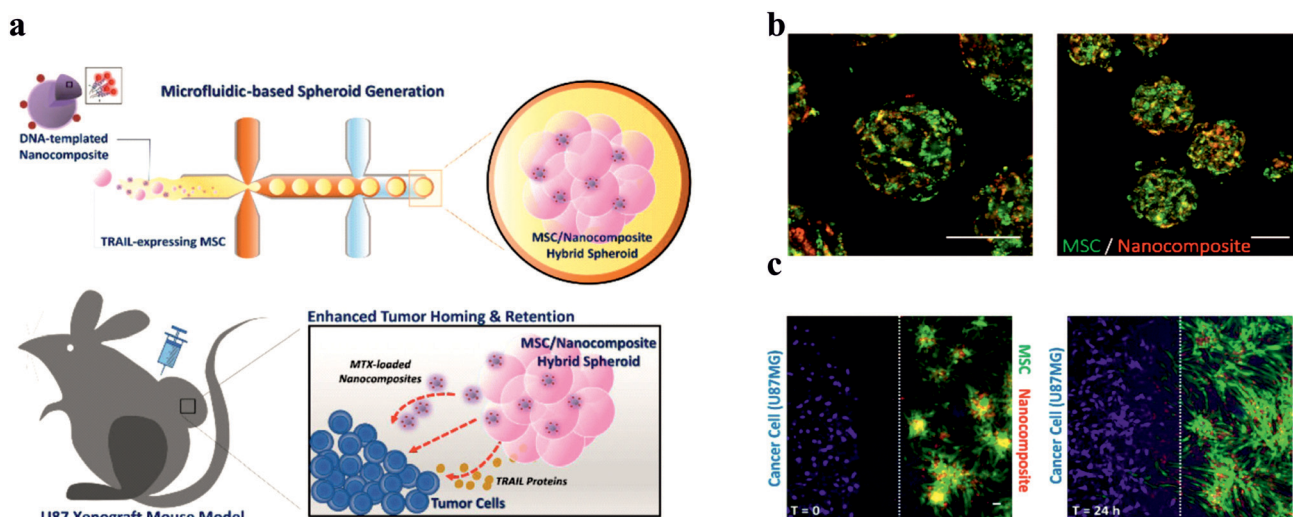 a
Microfluidic-based Spheroid Generation
DNA-templated
Nanocomposite
TRAIL-expressing MSC
MSC/Nanocomposite
Hybrid Spheroid
Enhanced Tumor Homing & Retention
MTX-loaded
Nanocomposites
MSC/Nanocomposite
Hybrid Spheroid
TRAIL Proteins
Tumor Cells
U87 Xenograft Mouse Model
b
MSC / Nanocomposite
c
Cancer Cell (U87MG)
T = 0
MSC
Nanocomposite
Cancer Cell (U87MG)
T = 24 h